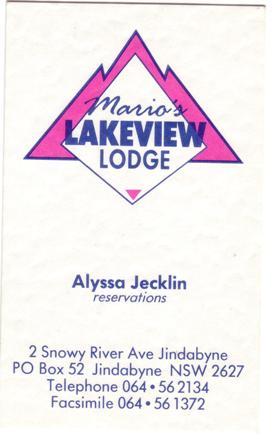 Mario's
LAKEVIEW
LODGE
Alyssa Jecklin
reservations
2 Snowy River Ave Jindabyne
PO Box 52 Jindabyne NSW 2627
Telephone 064 • 56 2134
Facsimile 064 • 56 1372